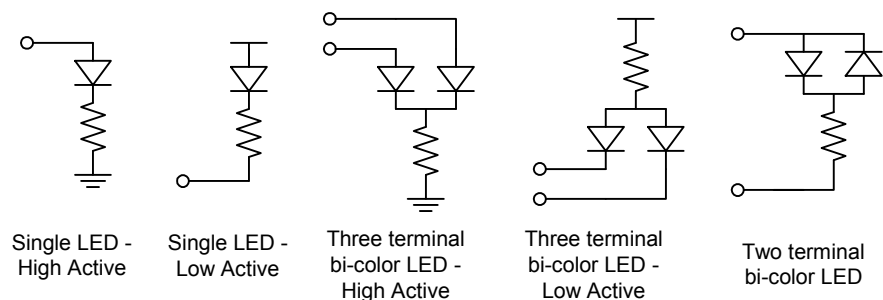 Single LED -
High Active
Single LED -
Low Active
Three terminal
bi-color LED -
High Active
Three terminal
bi-color LED -
Low Active
Two terminal
bi-color LED